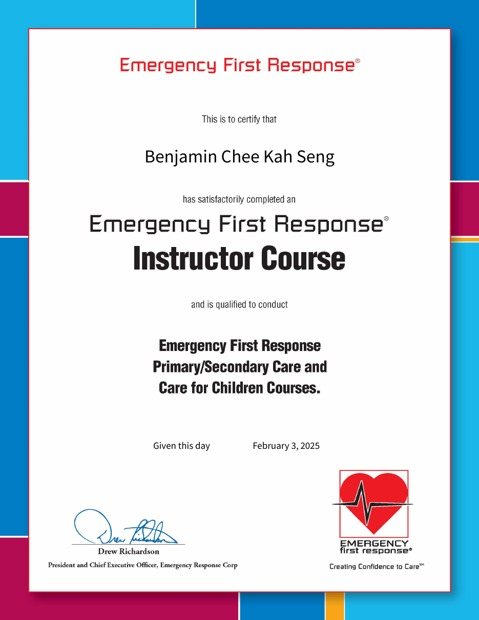 Emergency First Response®
This is to certify that
Benjamin Chee Kah Seng
has satisfactorily completed an
Emergency First Response®
Instructor Course
and is qualified to conduct
Emergency First Response
Primary/Secondary Care and
Care for Children Courses.
Given this day February 3, 2025
Drew Richardson
President and Chief Executive Officer, Emergency Response Corp
EMERGENCY
first response®
Creating Confidence to Care℠